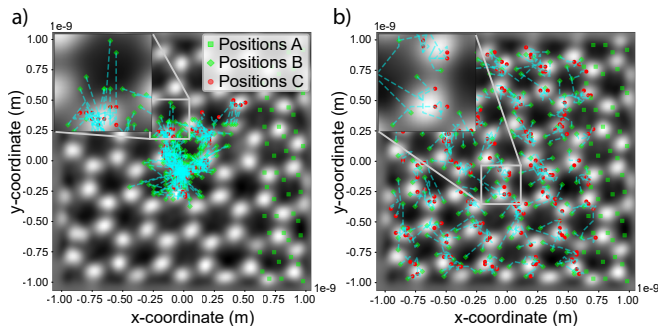 a)
1e-9
Positions A
Positions B
Positions C
1.00
0.75
0.50
0.25
0.00
-0.25
-0.50
-0.75
-1.00
y-coordinate (m)
-1.00 -0.75 -0.50 -0.25 0.00 0.25 0.50 0.75 1.00
1e-9
x-coordinate (m)
b)
1e-9
1.00
0.75
0.50
0.25
0.00
-0.25
-0.50
-0.75
-1.00
y-coordinate (m)
-1.00 -0.75 -0.50 -0.25 0.00 0.25 0.50 0.75 1.00
1e-9
x-coordinate (m)